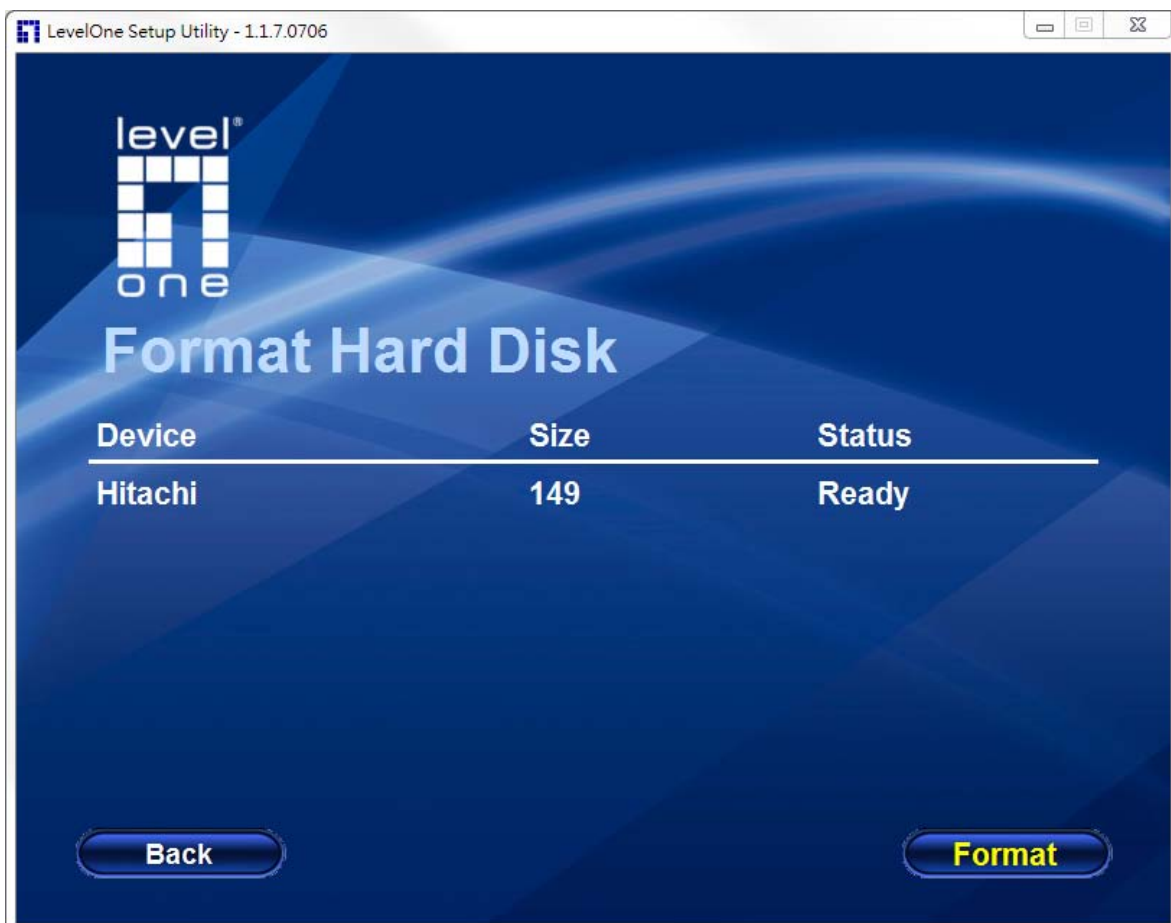 LevelOne Setup Utility - 1.1.7.0706
level®
one
Format Hard Disk
Device Size Status
Hitachi 149 Ready
Back Format